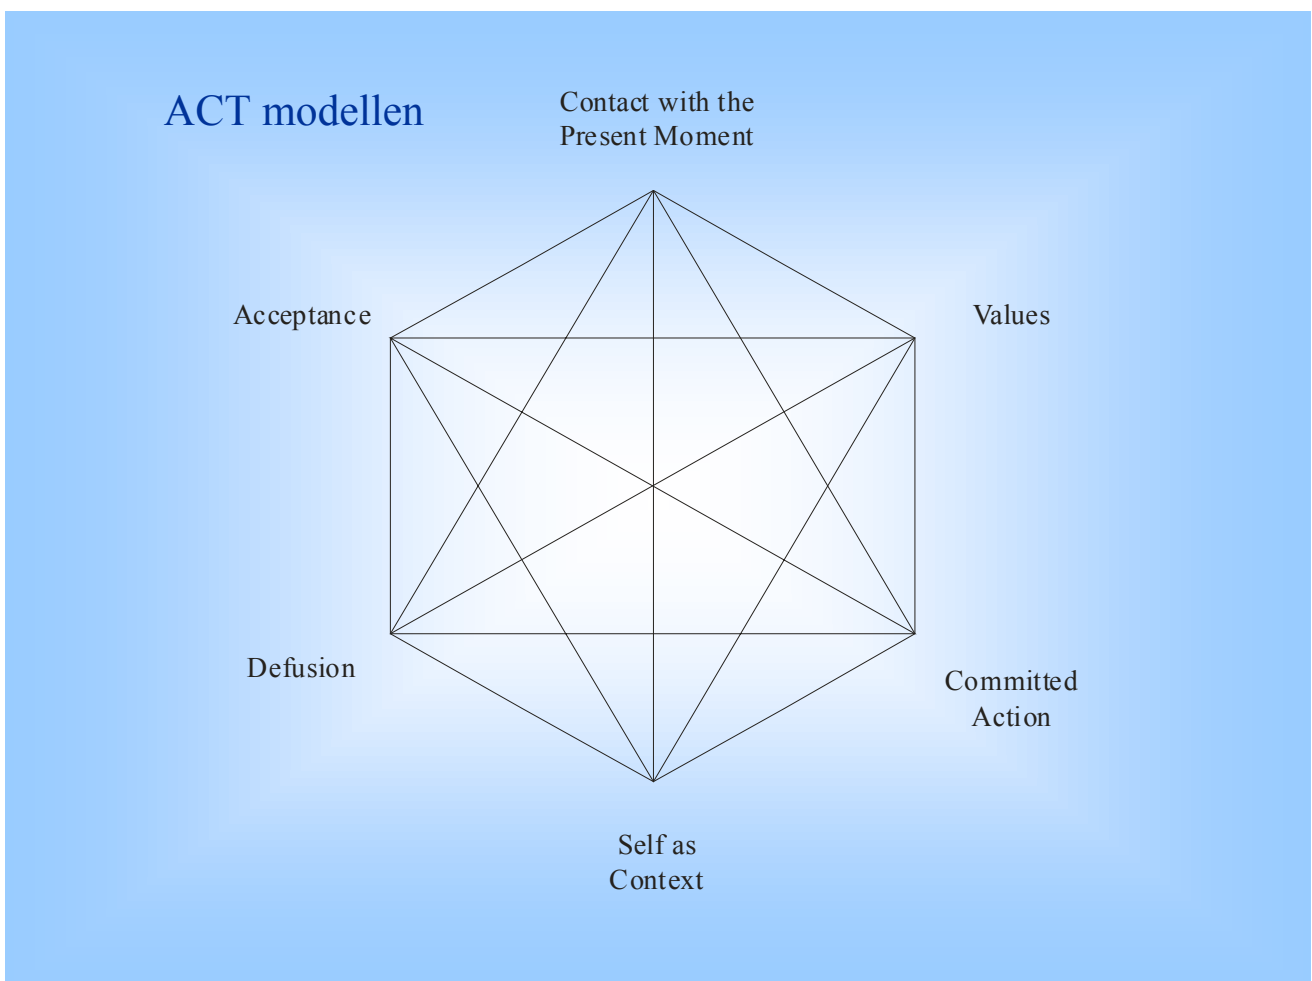 ACT modellen
Contact with the
Present Moment
Acceptance
Values
Defusion
Committed
Action
Self as
Context